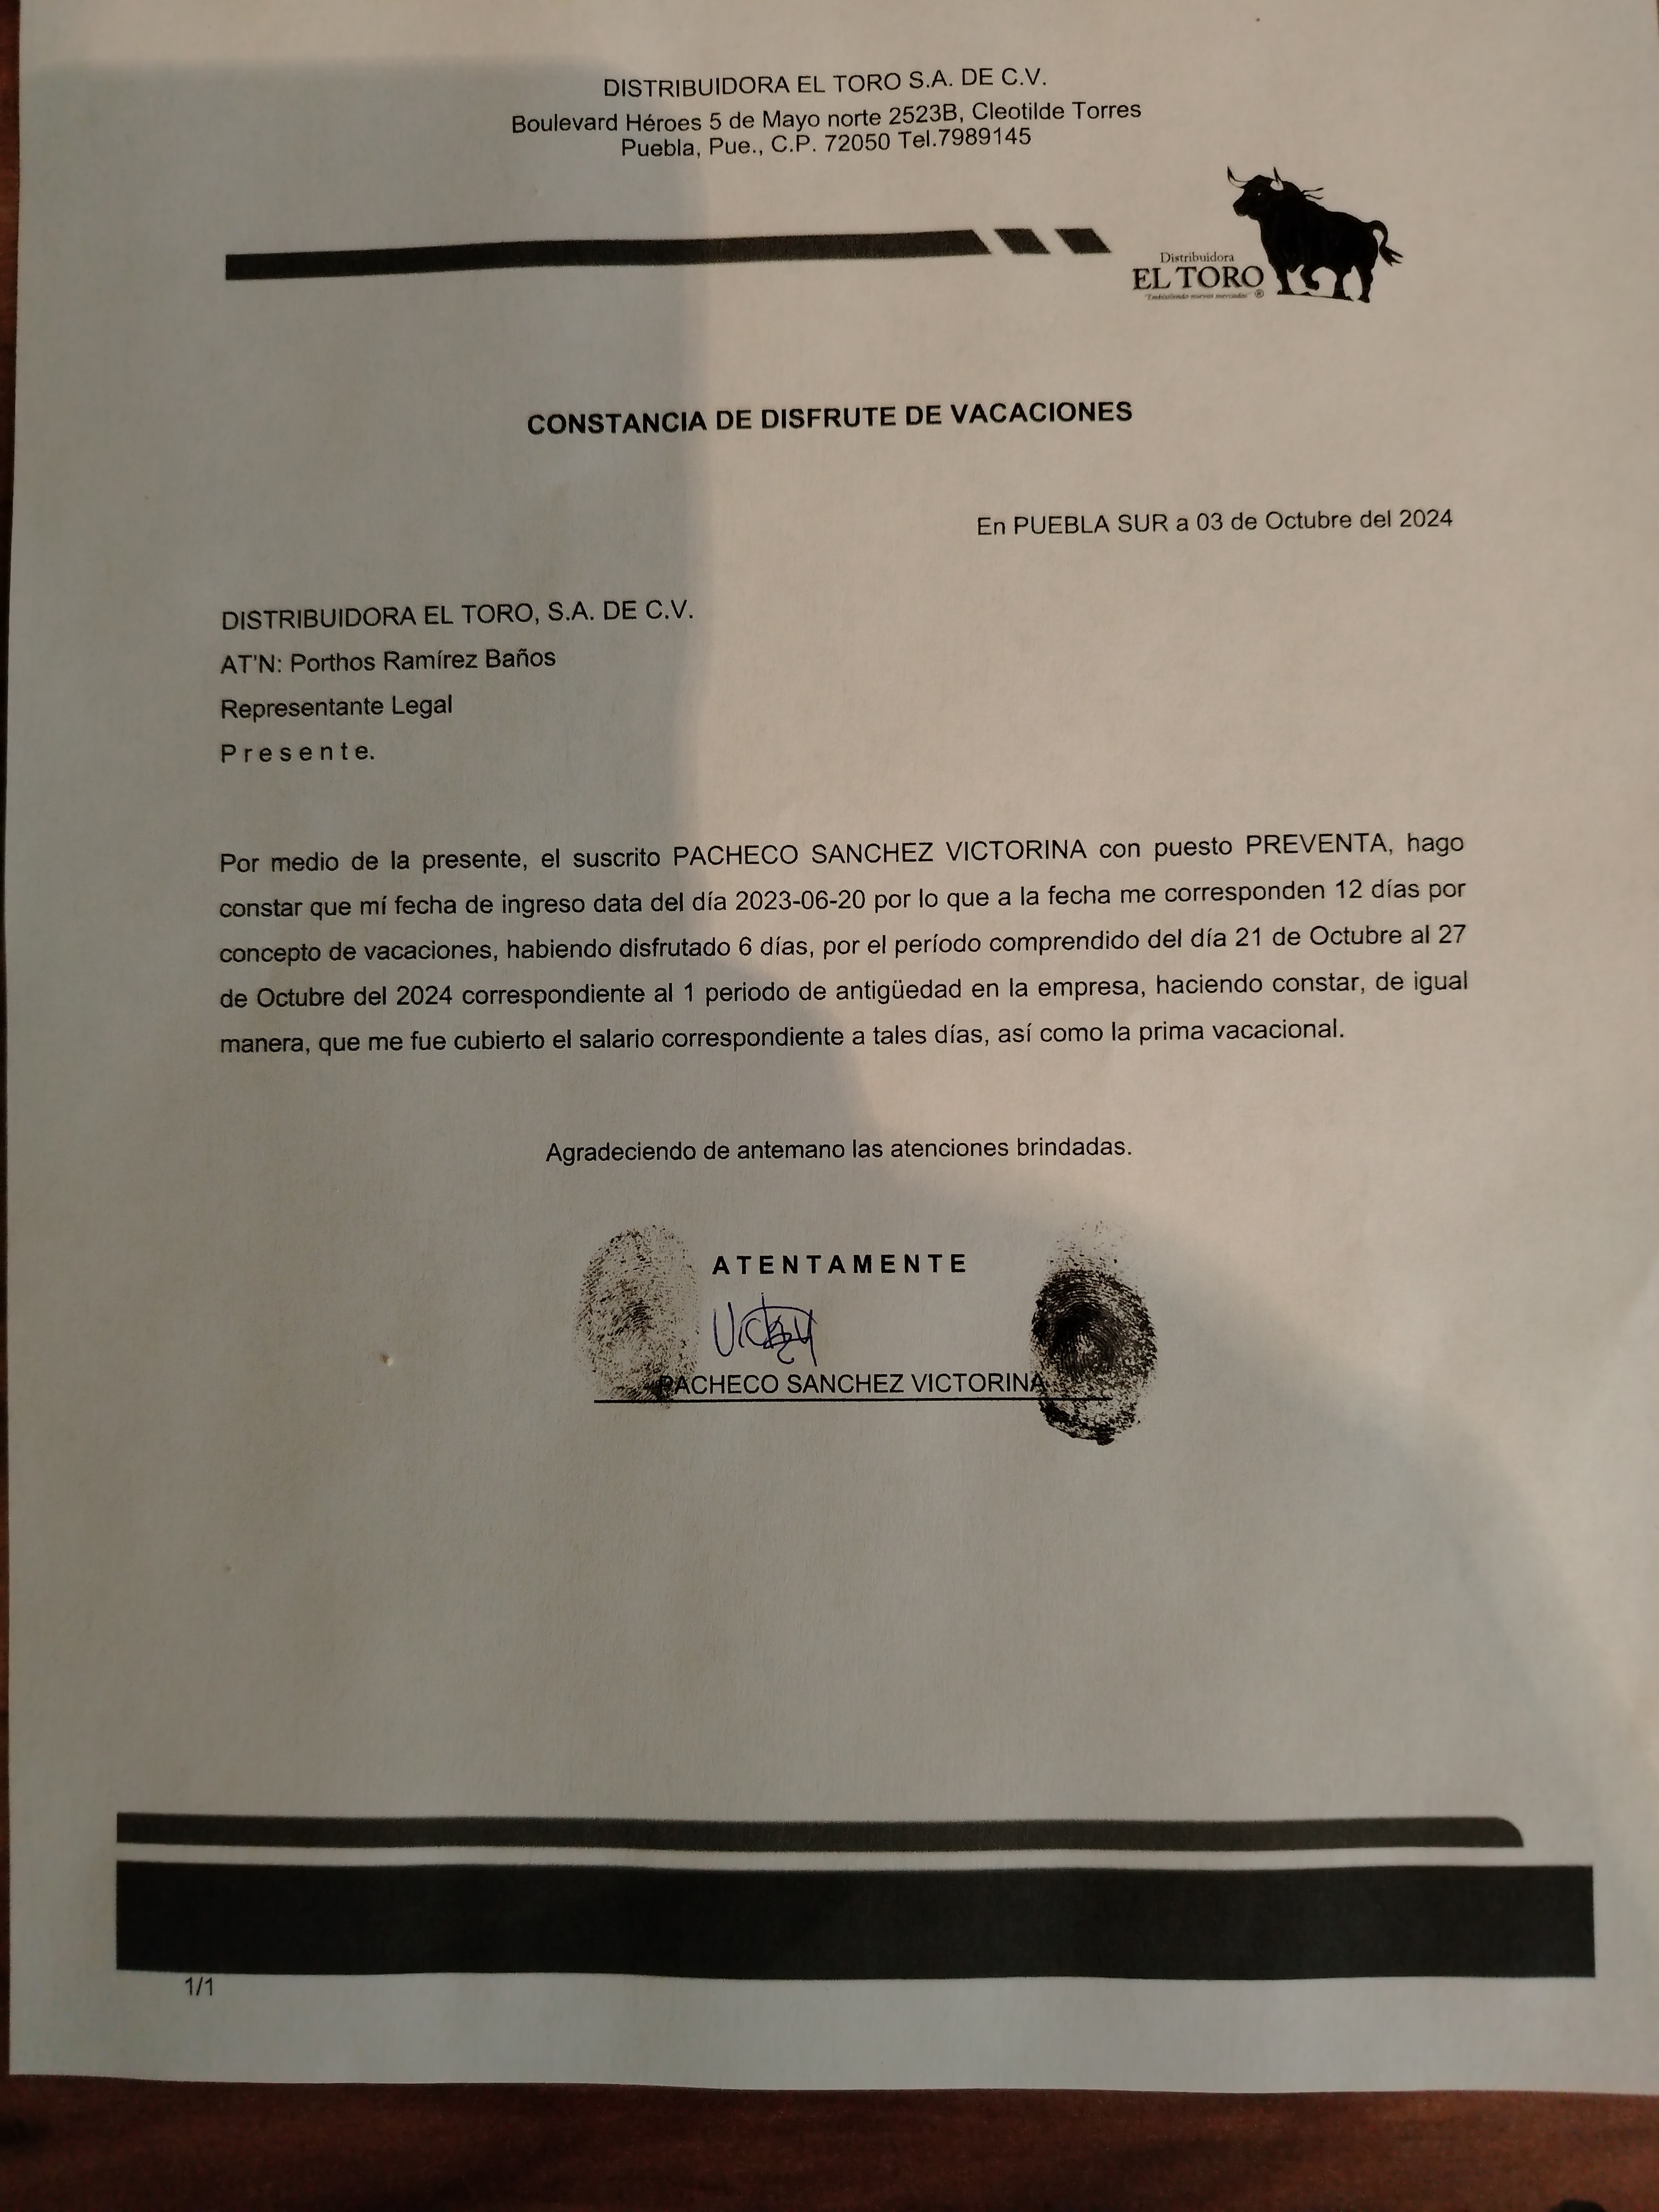 DISTRIBUIDORA EL TORO S.A. DE C.V.
Boulevard Héroes 5 de Mayo norte 2523B, Cleotilde Torres
Puebla, Pue., C.P. 72050 Tel.7989145
Distribuidora
EL TORO
®
CONSTANCIA DE DISFRUTE DE VACACIONES
En PUEBLA SUR a 03 de Octubre del 2024
DISTRIBUIDORA EL TORO, S.A. DE C.V.
AT'N: Porthos Ramírez Baños
Representante Legal
P r e s e n t e.
Por medio de la presente, el suscrito PACHECO SANCHEZ VICTORINA con puesto PREVENTA, hago
constar que mí fecha de ingreso data del día 2023-06-20 por lo que a la fecha me corresponden 12 días por
concepto de vacaciones, habiendo disfrutado 6 días, por el período comprendido del día 21 de Octubre al 27
de Octubre del 2024 correspondiente al 1 periodo de antigüedad en la empresa, haciendo constar, de igual
manera, que me fue cubierto el salario correspondiente a tales días, así como la prima vacacional.
Agradeciendo de antemano las atenciones brindadas.
A T E N T A M E N T E
PACHECO SANCHEZ VICTORINA
1/1